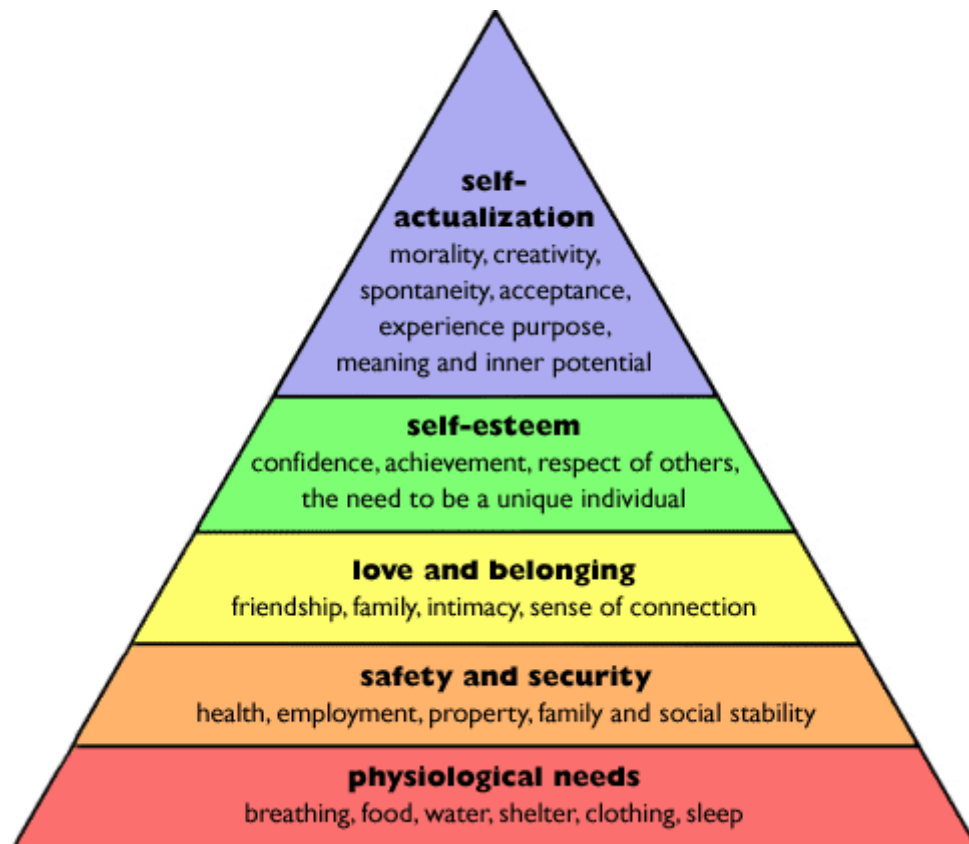 self-
actualization
morality, creativity,
spontaneity, acceptance,
experience purpose,
meaning and inner potential
self-esteem
confidence, achievement, respect of others,
the need to be a unique individual
love and belonging
friendship, family, intimacy, sense of connection
safety and security
health, employment, property, family and social stability
physiological needs
breathing, food, water, shelter, clothing, sleep